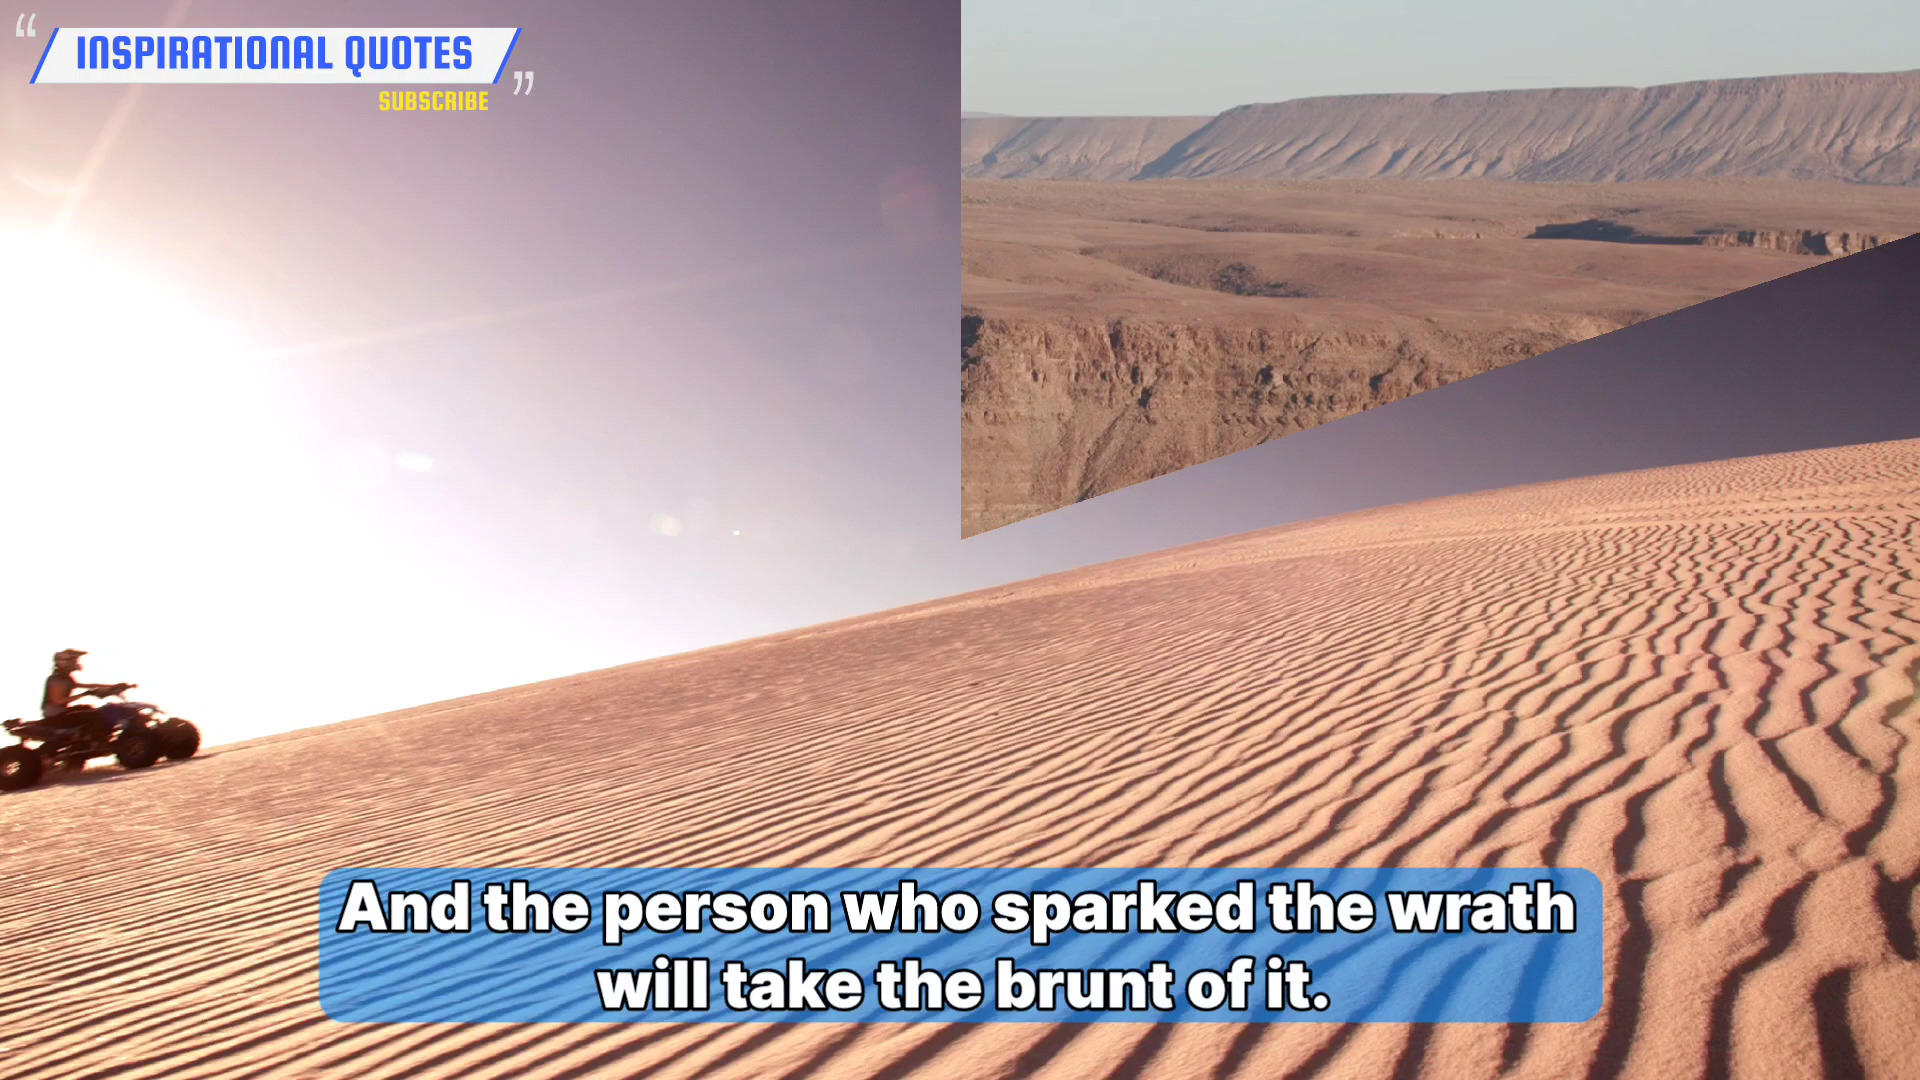 “
INSPIRATIONAL QUOTES
”
SUBSCRIBE
And the person who sparked the wrath
will take the brunt of it.